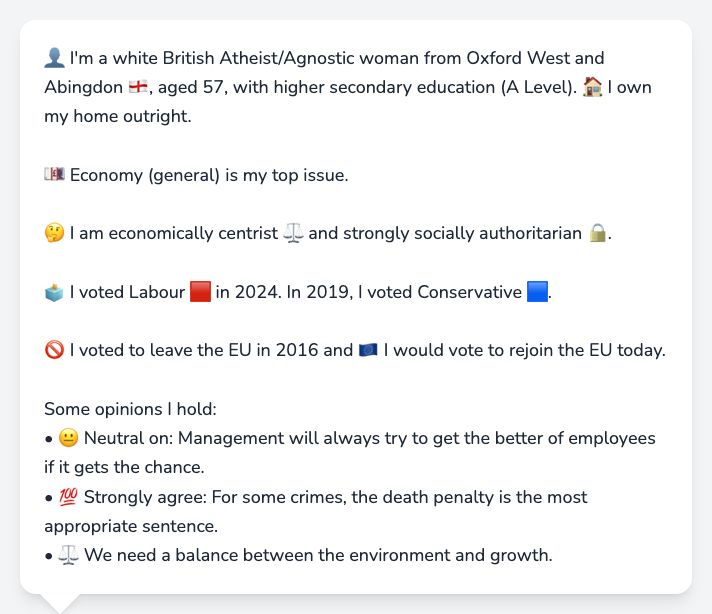 👤 I'm a white British Atheist/Agnostic woman from Oxford West and
Abingdon 🏴󠁧󠁢󠁥󠁮󠁧󠁿, aged 57, with higher secondary education (A Level). 🏠 I own
my home outright.
💷 Economy (general) is my top issue.
🤔 I am economically centrist ⚖️ and strongly socially authoritarian 🔒.
🗳️ I voted Labour 🟥 in 2024. In 2019, I voted Conservative 🟦.
🚫 I voted to leave the EU in 2016 and 🇪🇺 I would vote to rejoin the EU today.
Some opinions I hold:
• 😐 Neutral on: Management will always try to get the better of employees
if it gets the chance.
• 💯 Strongly agree: For some crimes, the death penalty is the most
appropriate sentence.
• ⚖️ We need a balance between the environment and growth.